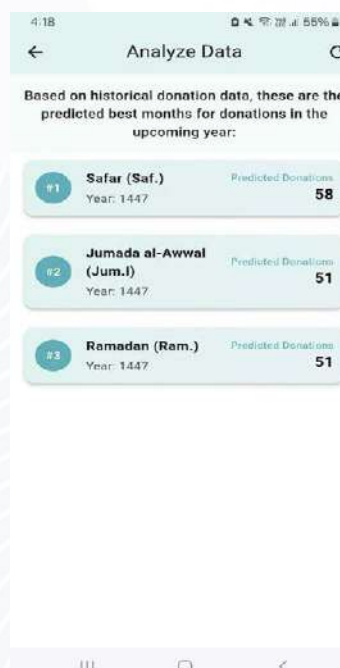 4:18
55%
Analyze Data
Based on historical donation data, these are the
predicted best months for donations in the
upcoming year:
#1
Safar (Saf.)
Year: 1447
Predicted Donations
58
#2
Jumada al-Awwal
(Jum.I)
Year: 1447
Predicted Donations
51
#3
Ramadan (Ram.)
Year: 1447
Predicted Donations
51